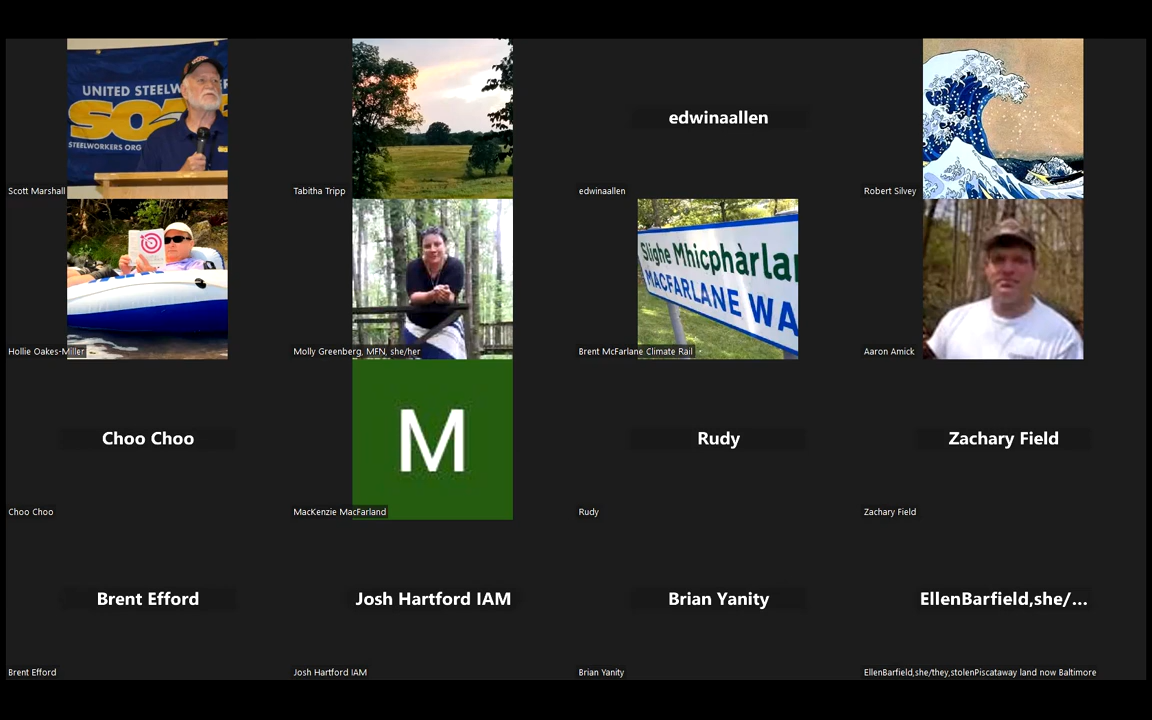 UNITED STEELW
SO
STEELWORKERS ORG
Scott Marshall
Tabitha Tripp
edwinaallen
edwinaallen
Robert Silvey
Hollie Oakes-Miller
Molly Greenberg, MFN, she/her
Slighe Mhicphàrla
MACFARLANE WA
Brent McFarlane Climate Rail
Aaron Amick
Choo Choo
Choo Choo
M
MacKenzie MacFarland
Rudy
Rudy
Zachary Field
Zachary Field
Brent Efford
Brent Efford
Josh Hartford IAM
Josh Hartford IAM
Brian Yanity
Brian Yanity
EllenBarfield,she/...
EllenBarfield,she/they,stolenPiscataway land now Baltimore